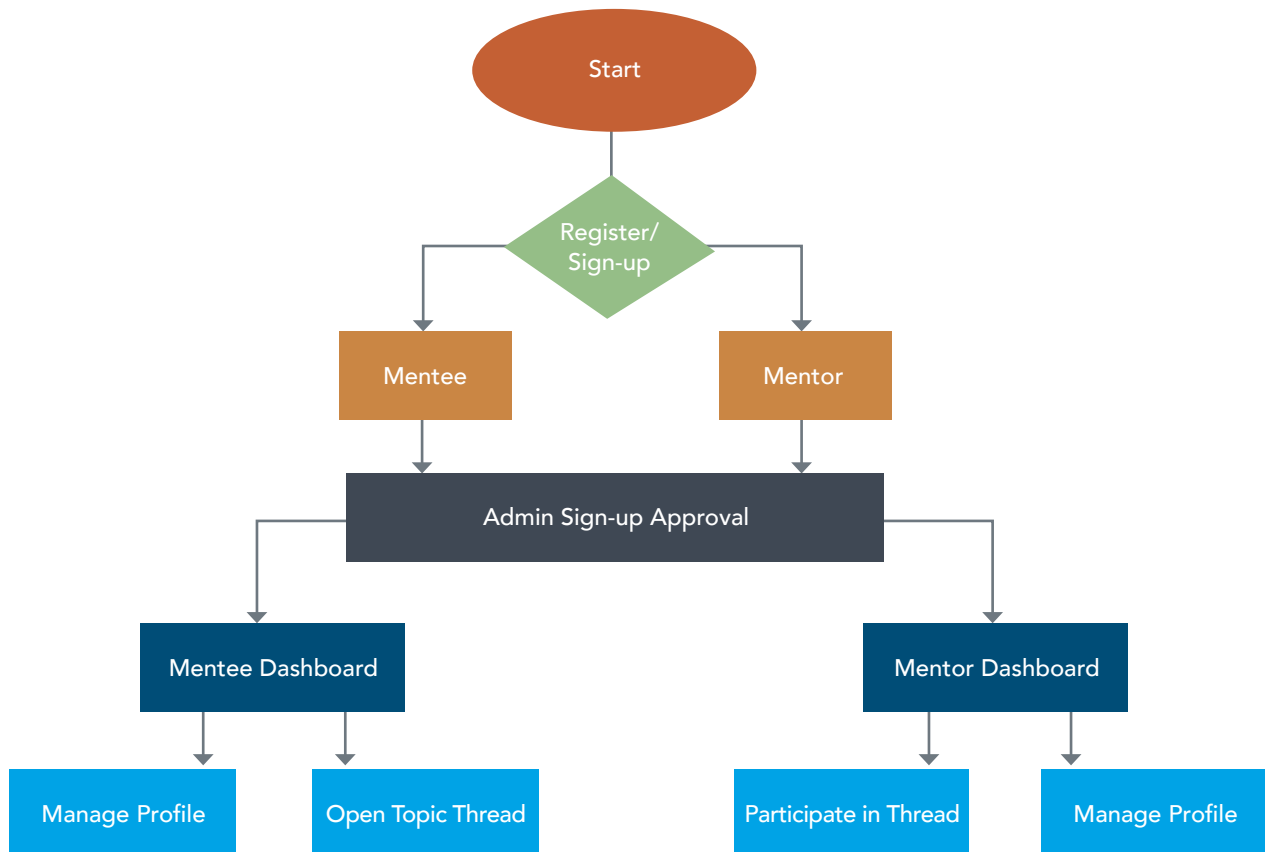 Start
Register/
Sign-up
Mentee
Mentor
Admin Sign-up Approval
Mentee Dashboard
Mentor Dashboard
Manage Profile
Open Topic Thread
Participate in Thread
Manage Profile